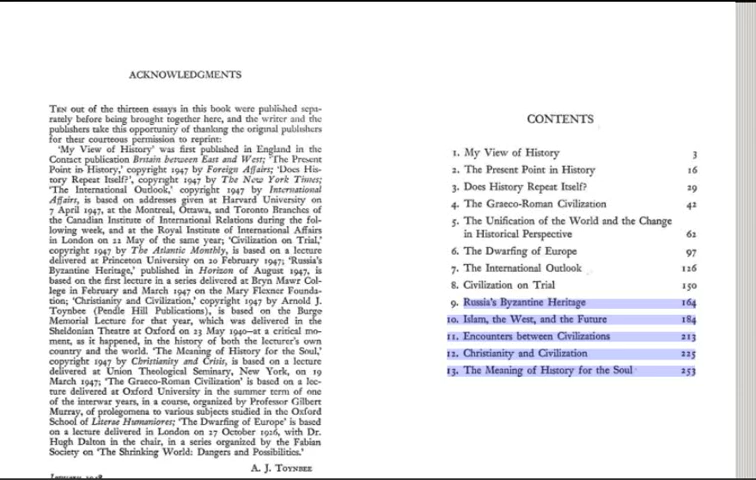 ACKNOWLEDGMENTS
TEN out of the thirteen essays in this book were published sepa-
rately before being brought together here, and the writer and the
publishers take this opportunity of thanking the original publishers
for their courteous permission to reprint:
'My View of History' was first published in England in the
Contact publication Britain between East and West; 'The Present
Point in History,' copyright 1947 by Foreign Affairs; 'Does His-
tory Repeat Itself?', copyright 1947 by The New York Times;
'The International Outlook,' copyright 1947 by International
Affairs, is based on addresses given at Harvard University on
7 April 1947, at the Montreal, Ottawa, and Toronto Branches of
the Canadian Institute of International Relations during the fol-
lowing week, and at the Royal Institute of International Affairs
in London on 22 May of the same year; 'Civilization on Trial,'
copyright 1947 by The Atlantic Monthly, is based on a lecture
delivered at Princeton University on 20 February 1947; 'Russia's
Byzantine Heritage,' published in Horizon of August 1947, is
based on the first lecture in a series delivered at Bryn Mawr Col-
lege in February and March 1947 on the Mary Flexner Founda-
tion; 'Christianity and Civilization,' copyright 1947 by Arnold J.
Toynbee (Pendle Hill Publications), is based on the Burge
Memorial Lecture for that year, which was delivered in the
Sheldonian Theatre at Oxford on 23 May 1940—at a critical mo-
ment, as it happened, in the history of both the lecturer's own
country and the world. 'The Meaning of History for the Soul,'
copyright 1947 by Christianity and Crisis, is based on a lecture
delivered at Union Theological Seminary, New York, on 19
March 1947; 'The Graeco-Roman Civilization' is based on a lec-
ture delivered at Oxford University in the summer term of one
of the interwar years, in a course, organized by Professor Gilbert
Murray, of prolegomena to various subjects studied in the Oxford
School of Literae Humaniores; 'The Dwarfing of Europe' is based
on a lecture delivered in London on 27 October 1926, with Dr.
Hugh Dalton in the chair, in a series organized by the Fabian
Society on 'The Shrinking World: Dangers and Possibilities.'
A. J. TOYNBEE
CONTENTS
1. My View of History 3
2. The Present Point in History 16
3. Does History Repeat Itself? 29
4. The Graeco-Roman Civilization 42
5. The Unification of the World and the Change
in Historical Perspective 62
6. The Dwarfing of Europe 97
7. The International Outlook 126
8. Civilization on Trial 150
9. Russia's Byzantine Heritage 164
10. Islam, the West, and the Future 184
11. Encounters between Civilizations 213
12. Christianity and Civilization 225
13. The Meaning of History for the Soul 253